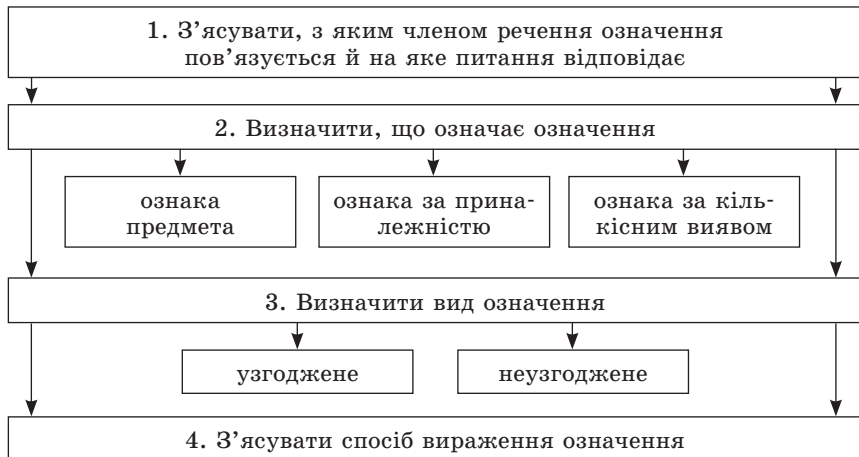 1. З’ясувати, з яким членом речення означення
пов’язується й на яке питання відповідає
2. Визначити, що означає означення
ознака
предмета
ознака за прина-
лежністю
ознака за кіль-
кісним виявом
3. Визначити вид означення
узгоджене
неузгоджене
4. З’ясувати спосіб вираження означення